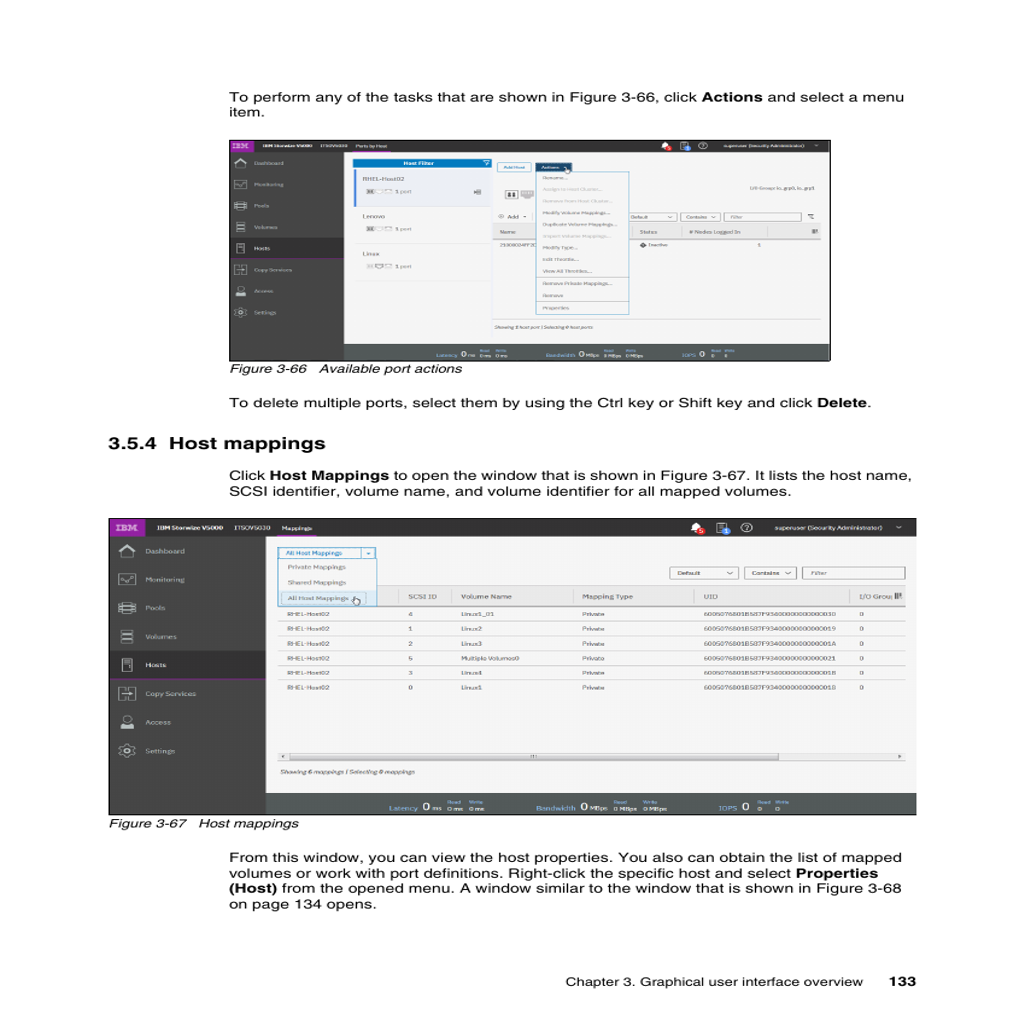 To perform any of the tasks that are shown in Figure 3-66, click Actions and select a menu
item.
IBM IBM Storwize V5000 ITSOV5030 Ports by Host superuser (Security Administrator)
Dashboard
Monitoring
Pools
Volumes
Hosts
Copy Services
Access
Settings
Host Filter
RHEL-Host02
1 port
Lenovo
1 port
Linux
1 port
Add Host Actions
Rename...
Assign to Host Cluster...
Remove from Host Cluster...
Modify Volume Mappings...
Duplicate Volume Mappings...
Import Volume Mappings...
Modify Type...
Edit Throttle...
View All Throttles...
Remove Private Mappings...
Remove
Properties
Add
Default Contains Filter
Name Status # Nodes Logged In
Inactive
Showing 1 host port | Selecting 0 host ports
Latency 0 ms Read 0 ms Write 0 ms Bandwidth 0 MBps Read 0 MBps Write 0 MBps IOPS 0 Read 0 Write 0
Figure 3-66 Available port actions
To delete multiple ports, select them by using the Ctrl key or Shift key and click Delete.
3.5.4 Host mappings
Click Host Mappings to open the window that is shown in Figure 3-67. It lists the host name,
SCSI identifier, volume name, and volume identifier for all mapped volumes.
IBM IBM Storwize V5000 ITSOV5030 Mappings superuser (Security Administrator)
Dashboard
Monitoring
Pools
Volumes
Hosts
Copy Services
Access
Settings
All Host Mappings
Private Mappings
Shared Mappings
All Host Mappings
Default Contains Filter
SCSI ID Volume Name Mapping Type UID I/O Grou
RHEL-Host02 4 Linux1_01 Private 6005076801B587F93400000000000030 0
RHEL-Host02 1 Linux2 Private 6005076801B587F93400000000000019 0
RHEL-Host02 2 Linux3 Private 6005076801B587F9340000000000001A 0
RHEL-Host02 5 Multiple Volumes0 Private 6005076801B587F93400000000000021 0
RHEL-Host02 3 Linux4 Private 6005076801B587F9340000000000001B 0
RHEL-Host02 0 Linux1 Private 6005076801B587F93400000000000018 0
Showing 6 mappings | Selecting 0 mappings
Latency 0 ms Read 0 ms Write 0 ms Bandwidth 0 MBps Read 0 MBps Write 0 MBps IOPS 0 Read 0 Write 0
Figure 3-67 Host mappings
From this window, you can view the host properties. You also can obtain the list of mapped
volumes or work with port definitions. Right-click the specific host and select Properties
(Host) from the opened menu. A window similar to the window that is shown in Figure 3-68
on page 134 opens.
Chapter 3. Graphical user interface overview 133